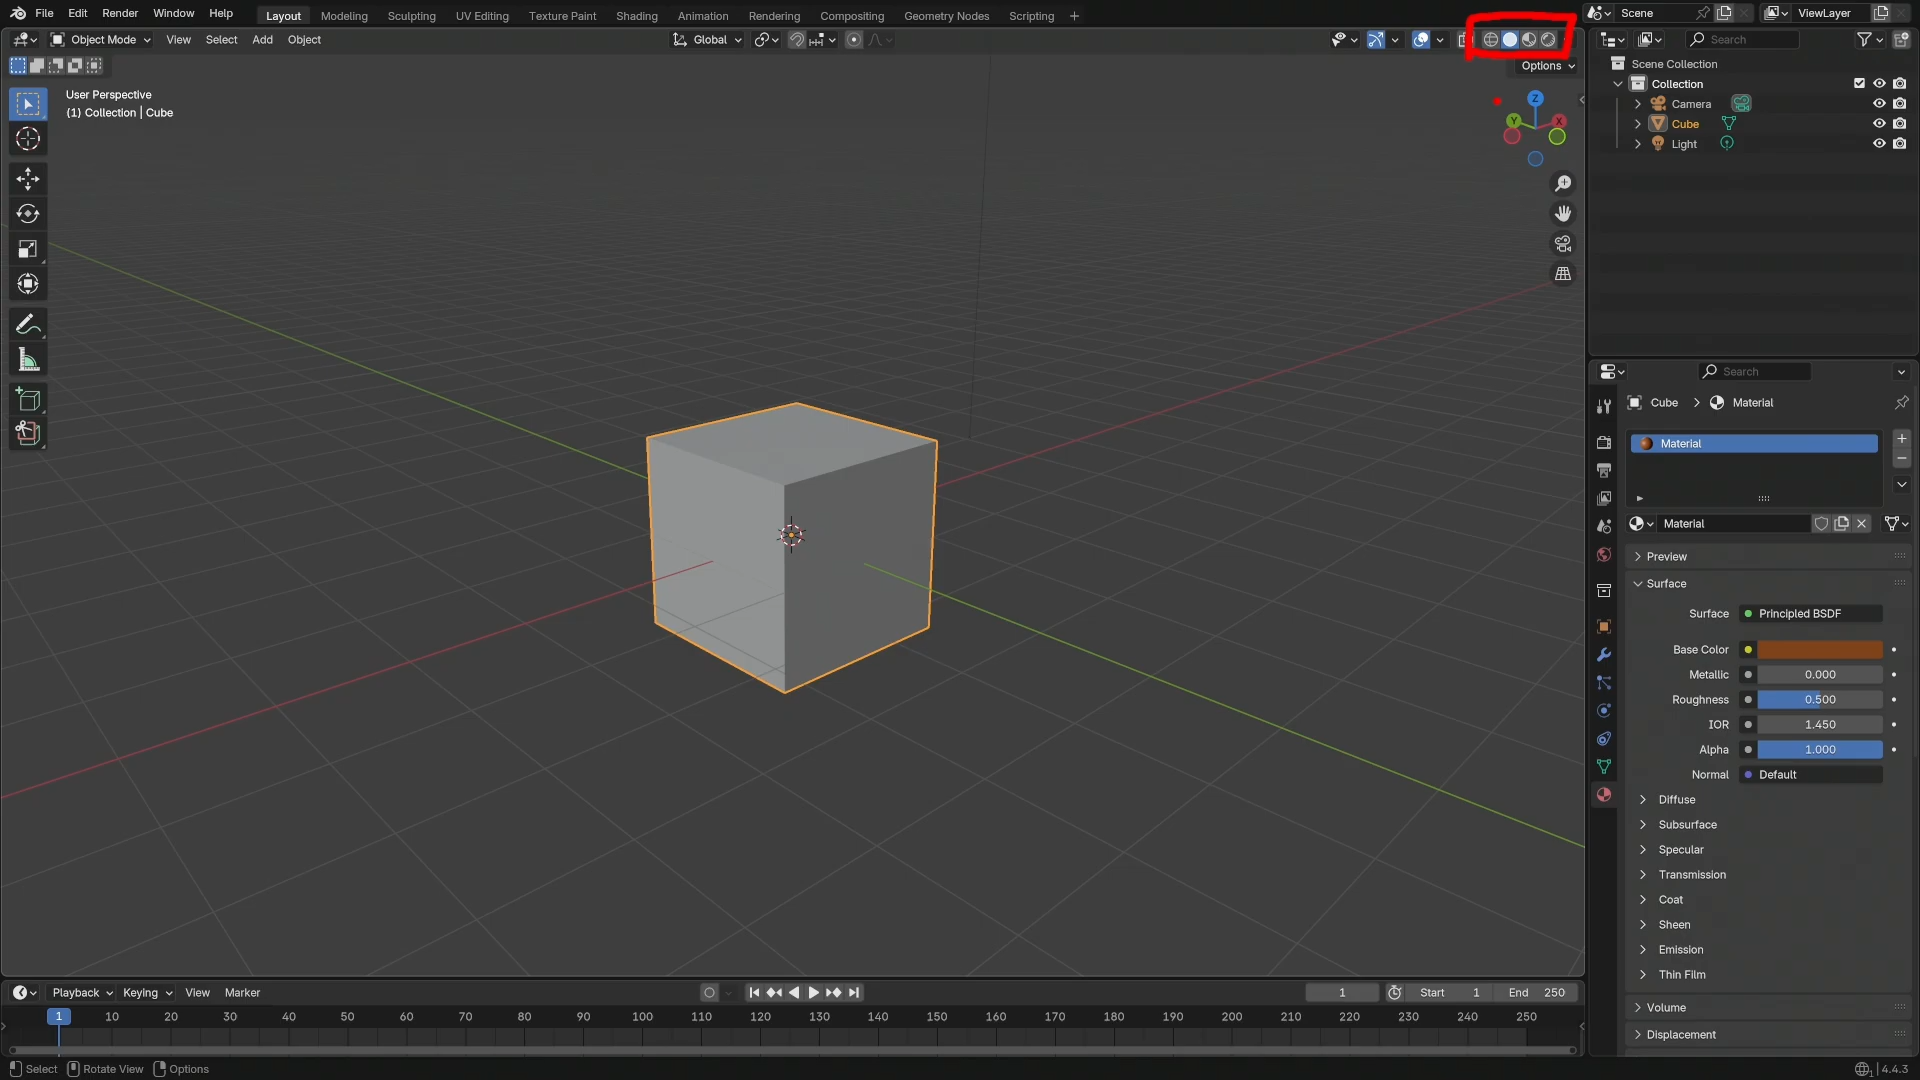 File Edit Render Window Help Layout Modeling Sculpting UV Editing Texture Paint Shading Animation Rendering Compositing Geometry Nodes Scripting + Scene ViewLayer
Object Mode View Select Add Object Global Search
Options
User Perspective
(1) Collection | Cube
Z
Y
X
Scene Collection
Collection
Camera
Cube
Light
Search
Cube > Material
Material
Material
Preview
Surface
Surface Principled BSDF
Base Color
Metallic 0.000
Roughness 0.500
IOR 1.450
Alpha 1.000
Normal Default
Diffuse
Subsurface
Specular
Transmission
Coat
Sheen
Emission
Thin Film
Volume
Displacement
Playback Keying View Marker 1 Start 1 End 250
1 10 20 30 40 50 60 70 80 90 100 110 120 130 140 150 160 170 180 190 200 210 220 230 240 250
Select Rotate View Options 4.4.3